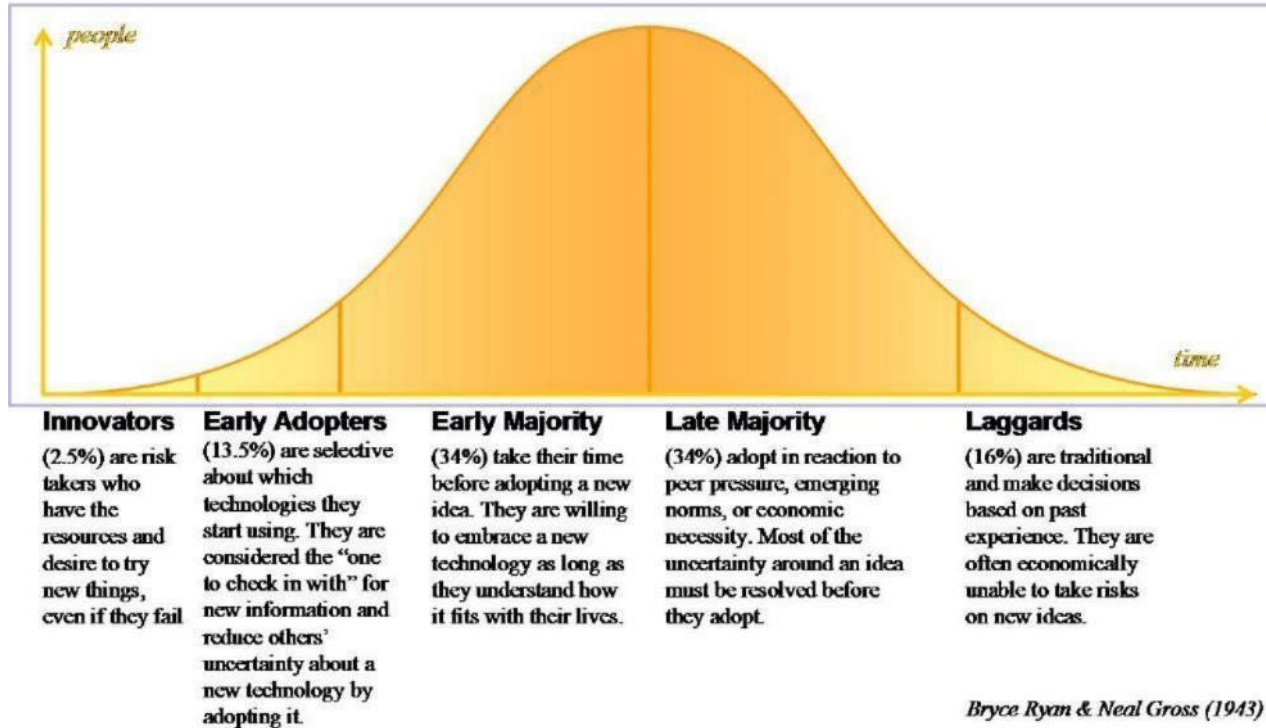 people
time
Innovators
(2.5%) are risk
takers who
have the
resources and
desire to try
new things,
even if they fail
Early Adopters
(13.5%) are selective
about which
technologies they
start using. They are
considered the “one
to check in with” for
new information and
reduce others’
uncertainty about a
new technology by
adopting it.
Early Majority
(34%) take their time
before adopting a new
idea. They are willing
to embrace a new
technology as long as
they understand how
it fits with their lives.
Late Majority
(34%) adopt in reaction to
peer pressure, emerging
norms, or economic
necessity. Most of the
uncertainty around an idea
must be resolved before
they adopt.
Laggards
(16%) are traditional
and make decisions
based on past
experience. They are
often economically
unable to take risks
on new ideas.
Bryce Ryan & Neal Gross (1943)